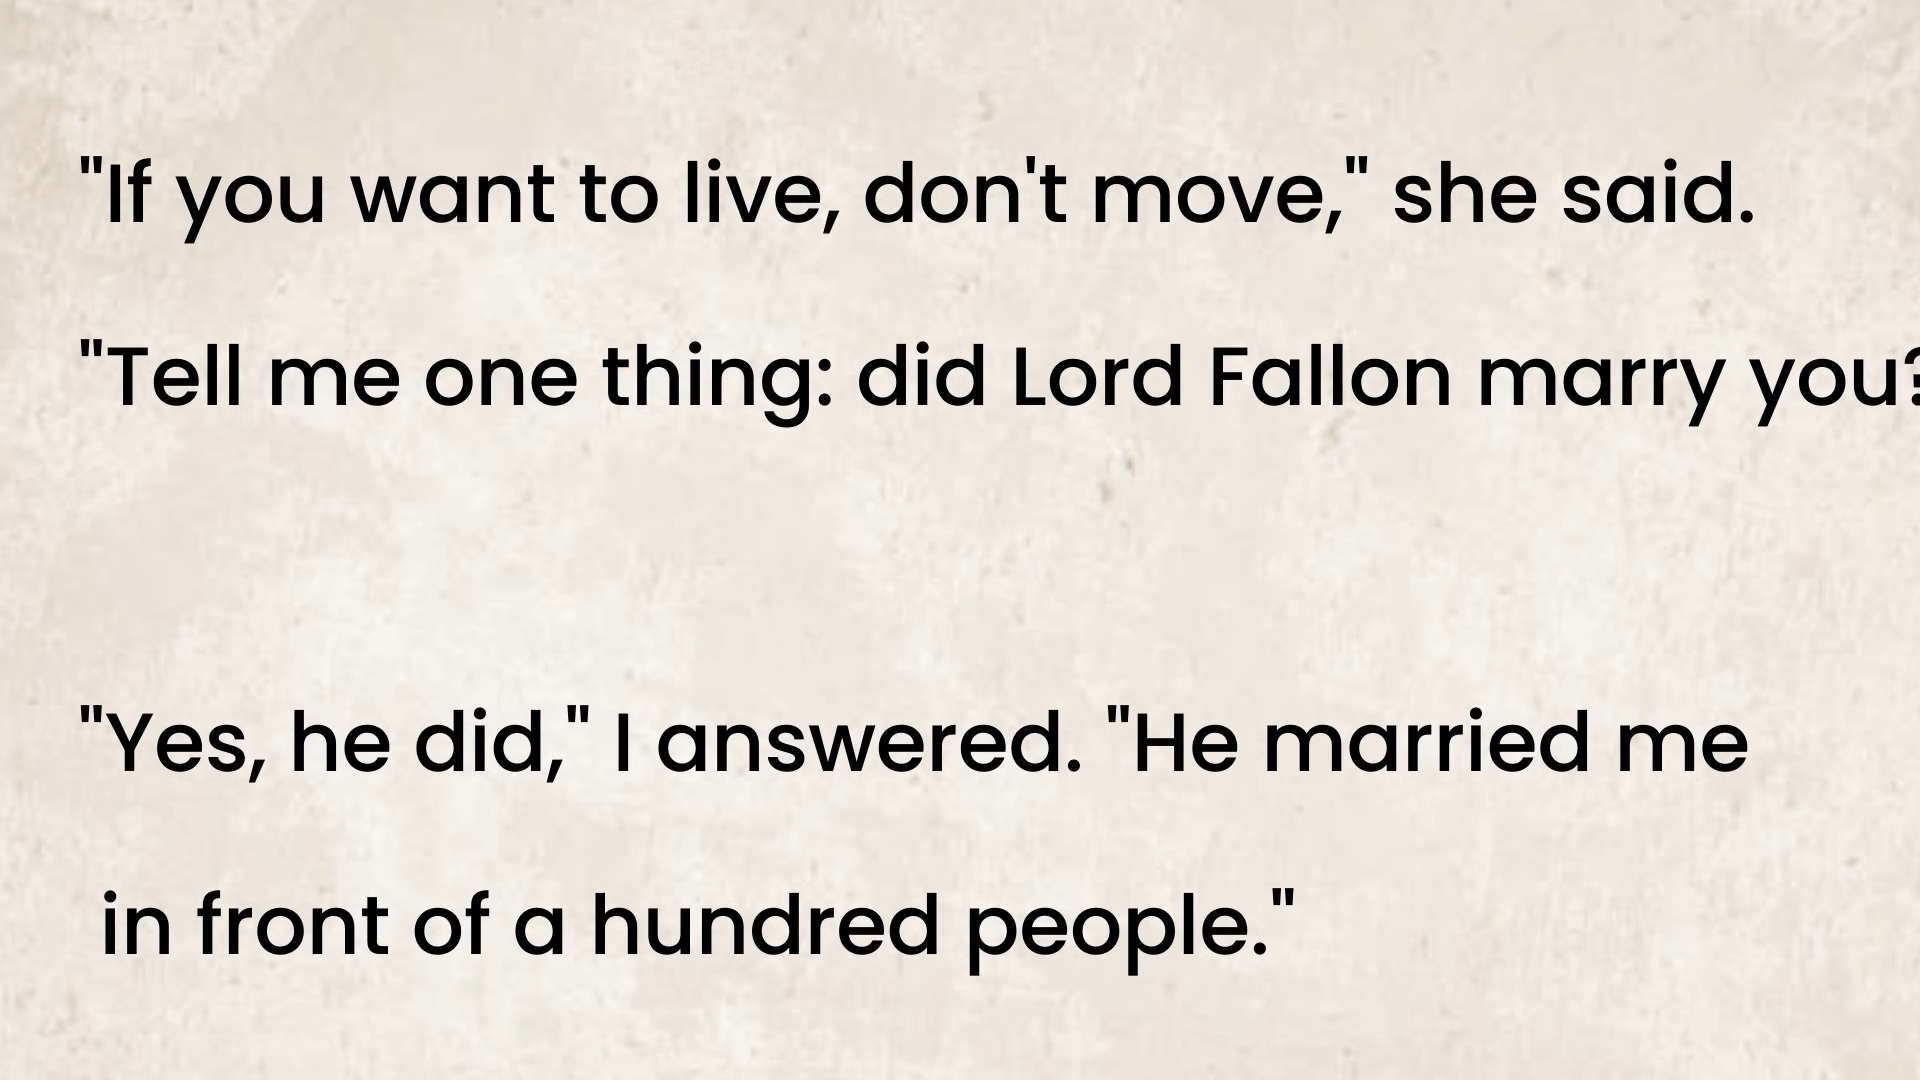 "If you want to live, don't move," she said.
"Tell me one thing: did Lord Fallon marry you?
"Yes, he did," I answered. "He married me
in front of a hundred people."